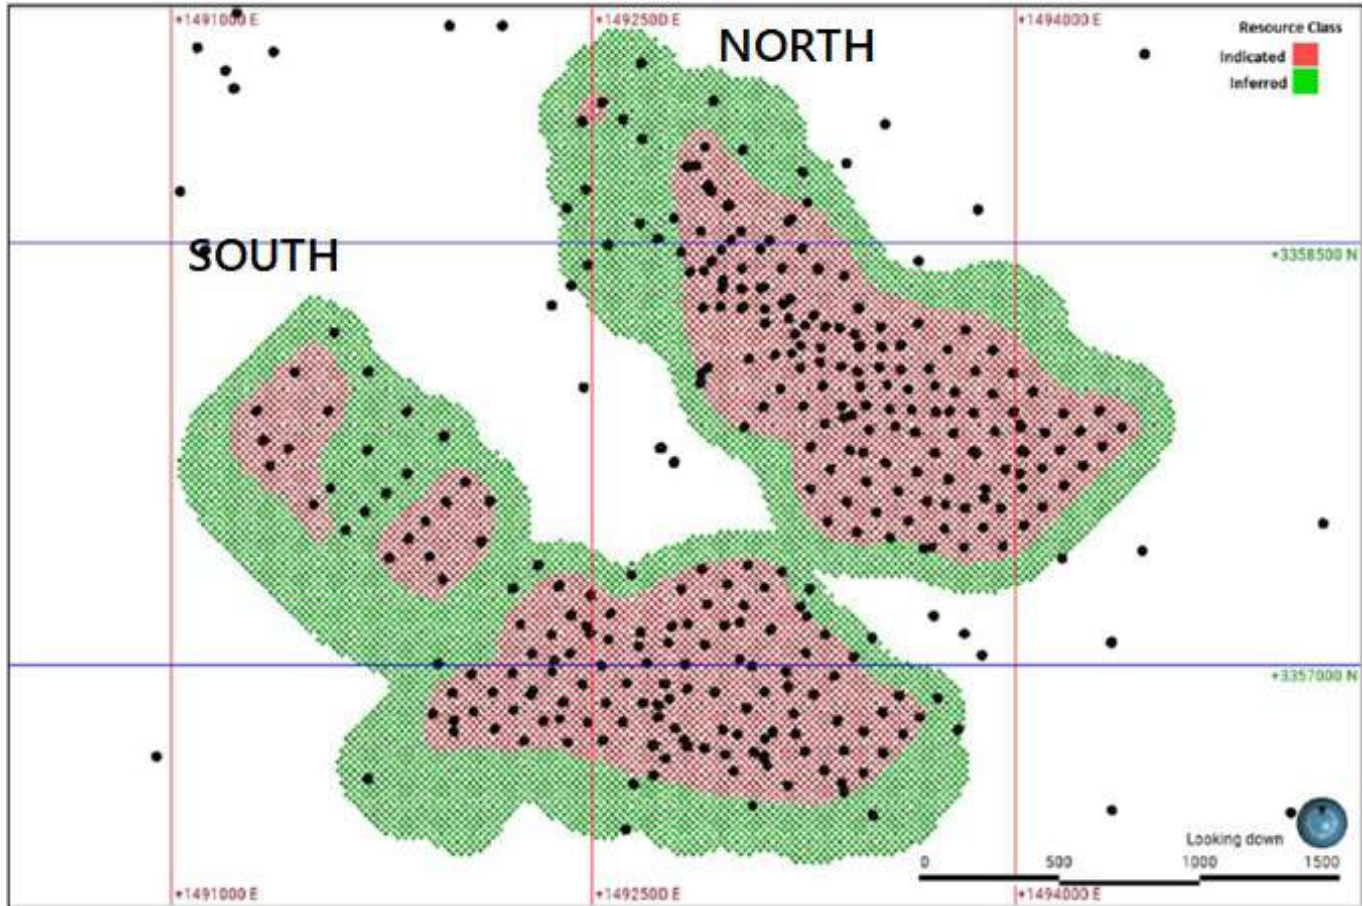 +1491000 E
+1492500 E
+1494000 E
NORTH
Resource Class
Indicated
Inferred
SOUTH
+3358500 N
+3357000 N
Looking down
0 500 1000 1500
+1491000 E
+1492500 E
+1494000 E